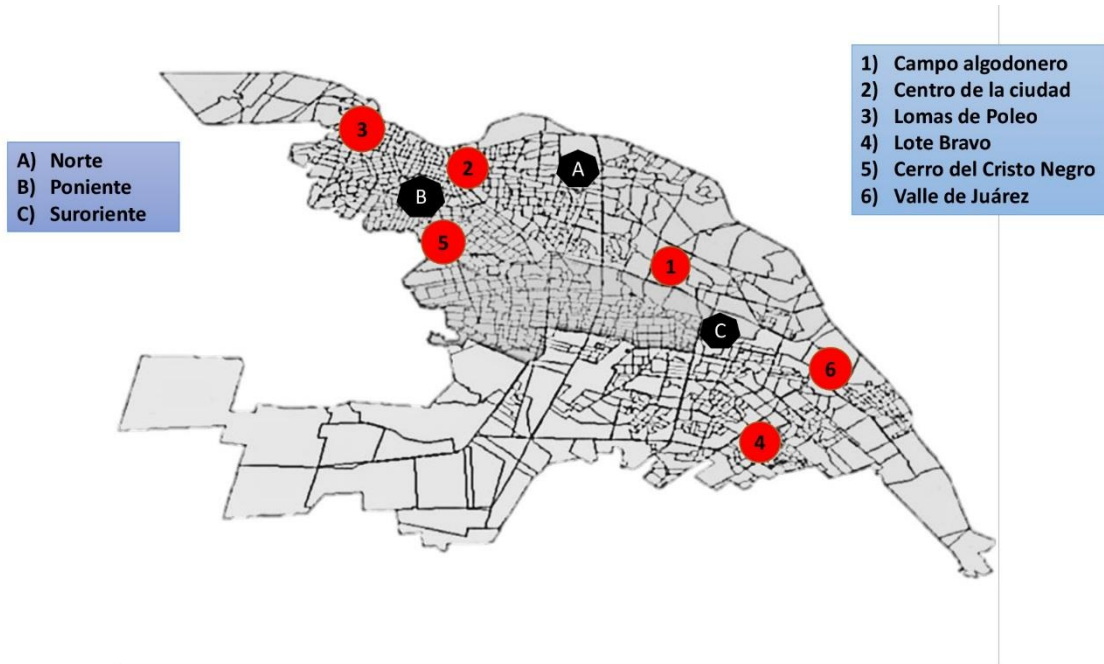 A) Norte
B) Poniente
C) Suroriente
1) Campo algodonero
2) Centro de la ciudad
3) Lomas de Poleo
4) Lote Bravo
5) Cerro del Cristo Negro
6) Valle de Juárez
3
2
A
B
5
1
C
6
4